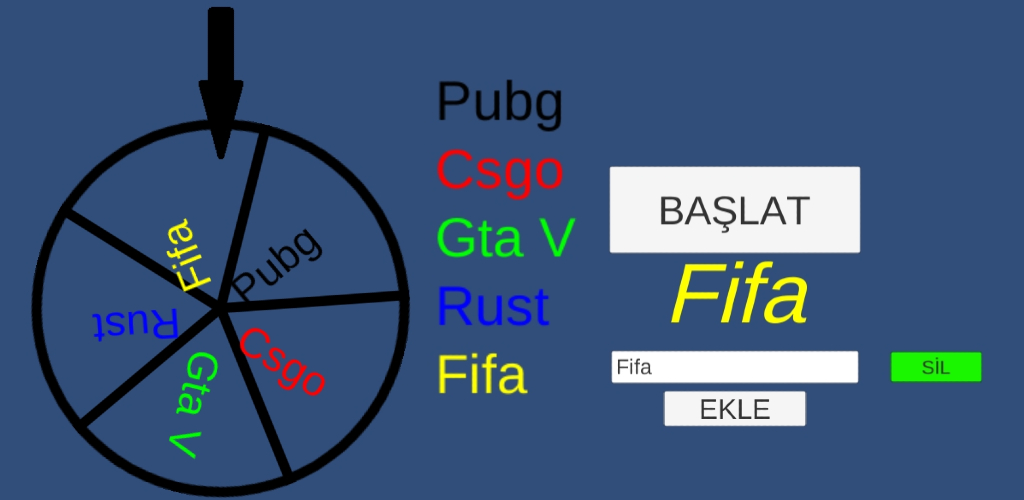 Fifa
Pubg
Rust
Csgo
Gta V
Pubg
Csgo
Gta V
Rust
Fifa
BAŞLAT
Fifa
Fifa
SİL
EKLE